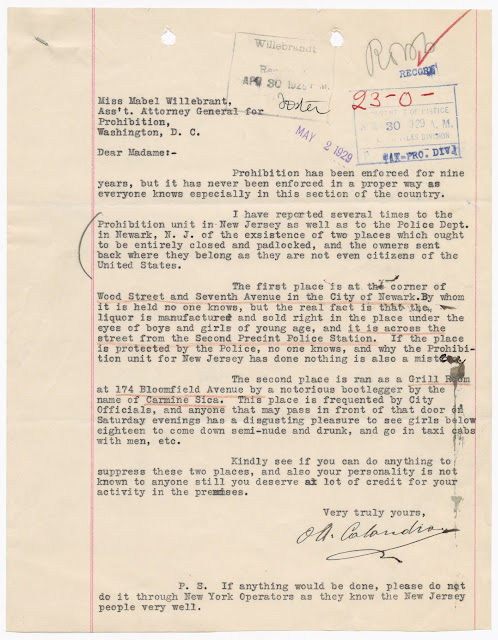 Willebrandt
APR 30 1929 M.
Foster
MAY 2 1929
RECORD
23-0-
30 1929 A.M.
DIVISION
TAX-PRO. DIV.
Miss Mabel Willebrant,
Ass't. Attorney General for
Prohibition,
Washington, D. C.
Dear Madame:-
Prohibition has been enforced for nine
years, but it has never been enforced in a proper way as
everyone knows especially in this section of the country.
I have reported several times to the
Prohibition unit in New Jersey as well as to the Police Dept.
in Newark, N. J. of the exsistence of two places which ought
to be entirely closed and padlocked, and the owners sent
back where they belong as they are not even citizens of the
United States.
The first place is at the corner of
Wood Street and Seventh Avenue in the City of Newark.By whom
it is held no one knows, but the real fact is that the
liquor is manufactured and sold right in the place under the
eyes of boys and girls of young age, and it is across the
street from the Second Precint Police Station. If the place
is protected by the Police, no one knows, and why the Prohibi-
tion unit for New Jersey has done nothing is also a
The second place is ran as a Grill Room
at 174 Bloomfield Avenue by a notorious bootlegger by the
name of Carmine Sica. This place is frequented by City
Officials, and anyone that may pass in front of that door on
Saturday evenings has a disgusting pleasure to see girls below
eighteen to come down semi-nude and drunk, and go in taxi cabs
with men, etc.
Kindly see if you can do anything to
suppress these two places, and also your personality is not
known to anyone still you deserve a lot of credit for your
activity in the premises.
Very truly yours,
P. S. If anything would be done, please do not
do it through New York Operators as they know the New Jersey
people very well.